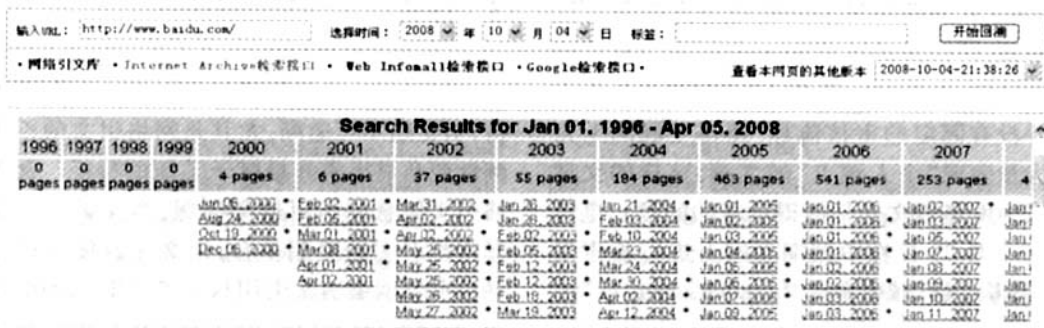 输入URL: http://www.baidu.com/ 选择时间: 2008 年 10 月 04 日 标签: 开始回溯
·网络引文库 ·Internet Archive检索接口 · Web Infomall检索接口 ·Google检索接口· 查看本网页的其他版本 2008-10-04-21:38:26
Search Results for Jan 01, 1996 - Apr 05, 2008
1996 1997 1998 1999 2000 2001 2002 2003 2004 2005 2006 2007
0 pages 0 pages 0 pages 0 pages 4 pages 6 pages 37 pages 55 pages 184 pages 463 pages 541 pages 253 pages 4
Jun 06, 2000 * Feb 02, 2001 * Mar 31, 2002 * Jan 26, 2003 * Jan 21, 2004 * Jan 01, 2005 Jan 01, 2006 * Jan 02, 2007 *
Aug 24, 2000 * Feb 05, 2001 * Apr 02, 2002 * Jan 28, 2003 * Feb 03, 2004 * Jan 02, 2005 Jan 01, 2006 Jan 03, 2007
Oct 19, 2000 * Mar 01, 2001 * Apr 02, 2002 * Feb 02, 2003 * Feb 10, 2004 * Jan 03, 2005 * Jan 01, 2006 * Jan 05, 2007
Dec 06, 2000 * Mar 08, 2001 * May 25, 2002 * Feb 05, 2003 * Mar 23, 2004 * Jan 04, 2005 * Jan 01, 2006 * Jan 07, 2007 *
Apr 01, 2001 May 25, 2002 * Feb 12, 2003 * Mar 24, 2004 Jan 05, 2005 * Jan 02, 2006 Jan 08, 2007
Apr 07, 2001 * May 25, 2002 * Feb 12, 2003 * Mar 30, 2004 * Jan 06, 2005 * Jan 02, 2006 * Jan 09, 2007
May 26, 2002 * Feb 18, 2003 * Apr 02, 2004 * Jan 07, 2005 * Jan 03, 2006 * Jan 10, 2007 *
May 27, 2002 * Mar 19, 2003 * Apr 12, 2004 * Jan 09, 2005 Jan 03, 2006 * Jan 11, 2007